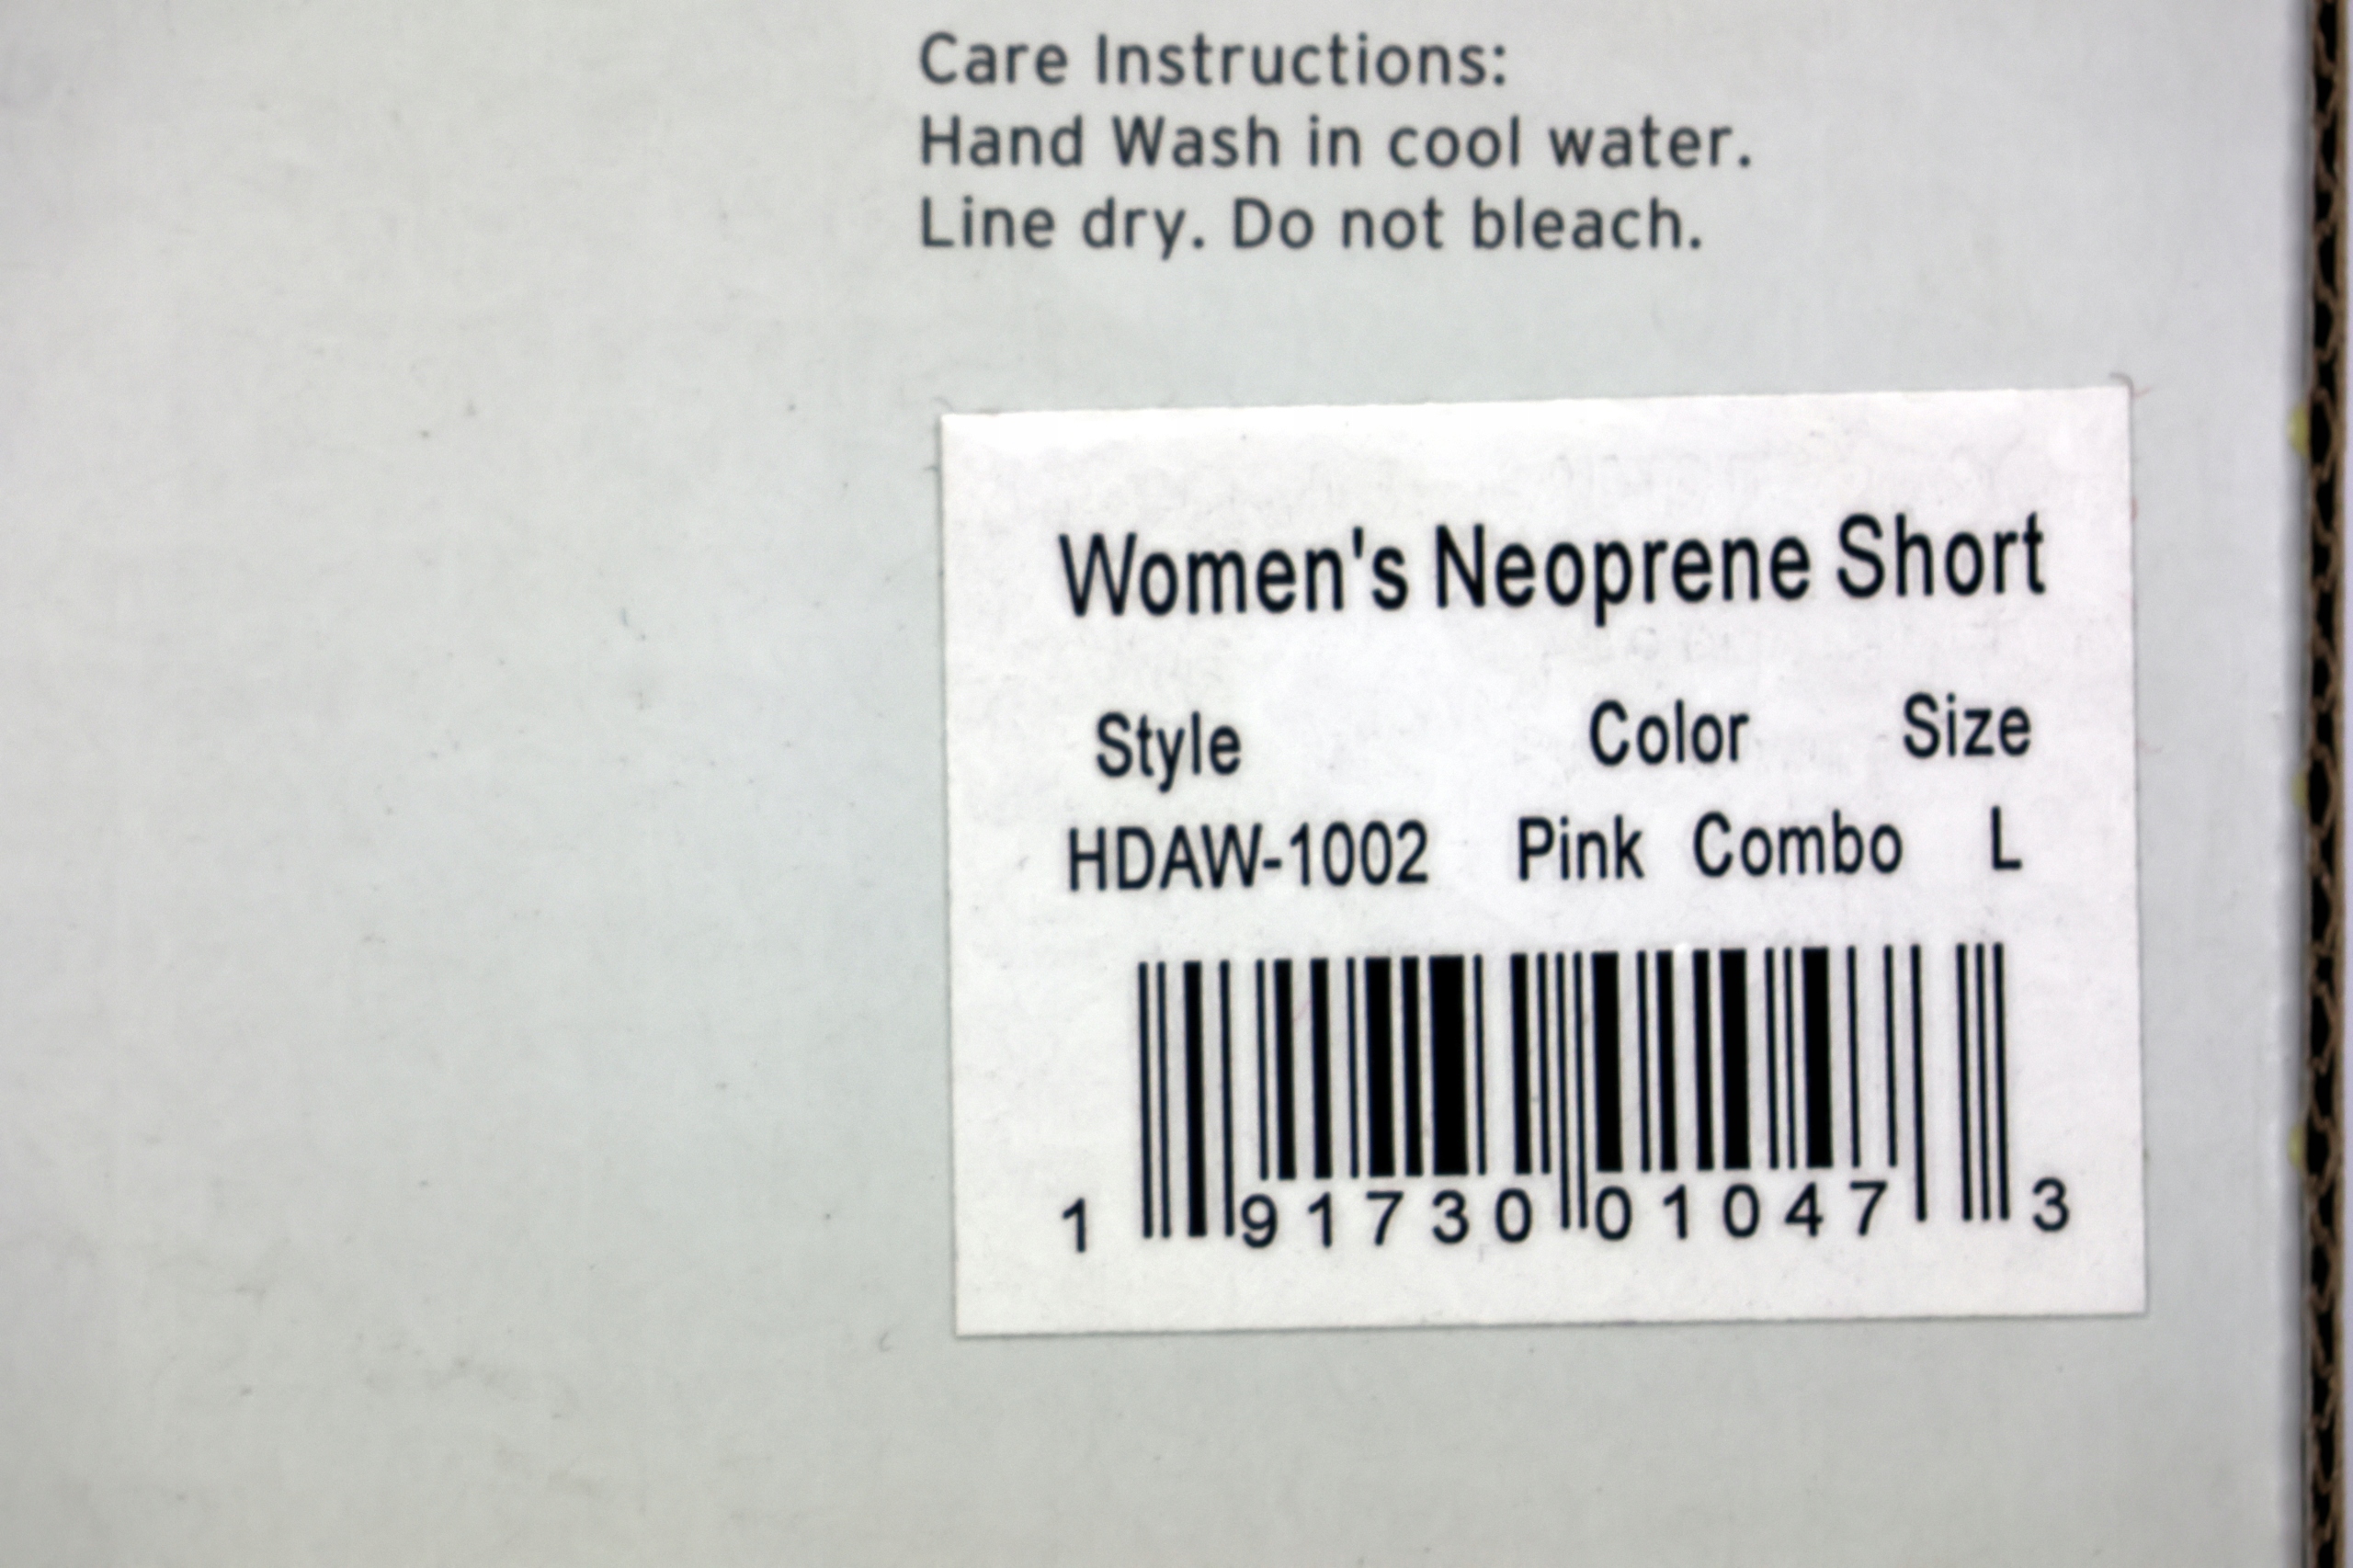 Care Instructions:
Hand Wash in cool water.
Line dry. Do not bleach.
Women's Neoprene Short
Style Color Size
HDAW-1002 Pink Combo L
1 91730 01047 3